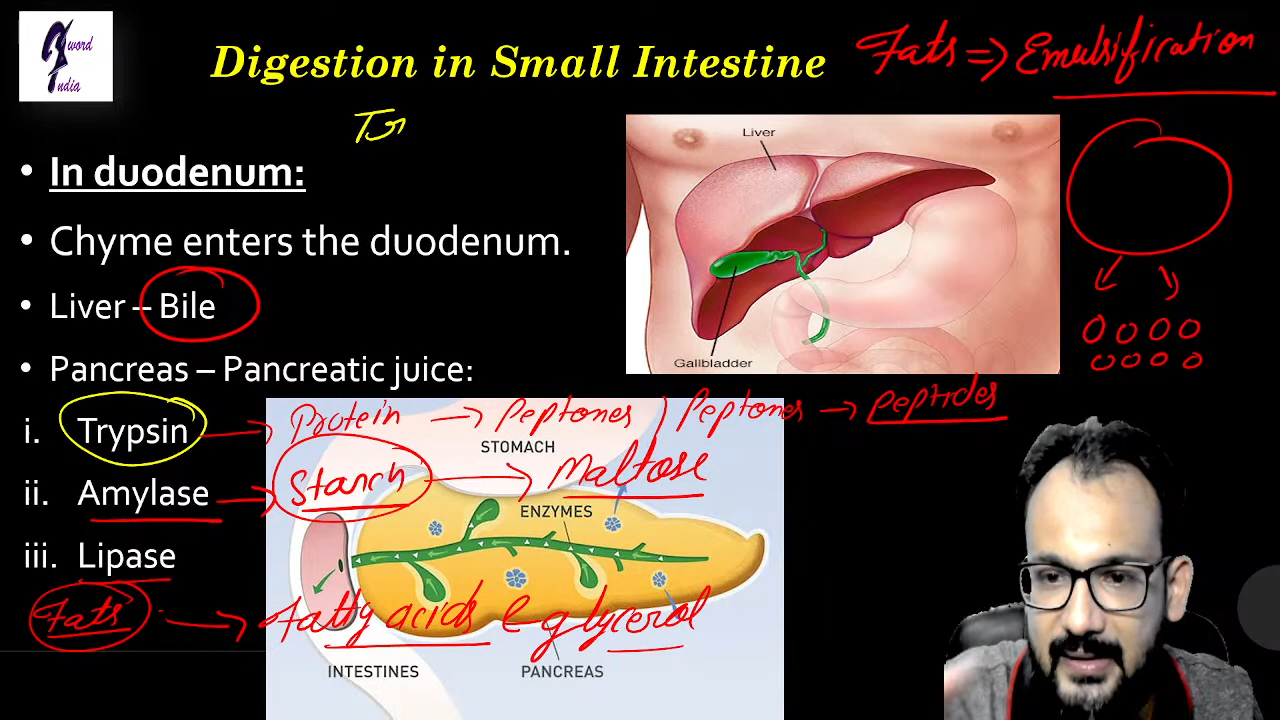 Sword
India
Digestion in Small Intestine
Fats => Emulsification
• In duodenum:
• Chyme enters the duodenum.
• Liver – Bile
• Pancreas – Pancreatic juice:
i. Trypsin → Protein → Peptones, Peptones → peptides
ii. Amylase → Starch → Maltose
iii. Lipase
Fats → Fatty acids & glycerol
Liver
Gallbladder
STOMACH
ENZYMES
INTESTINES
PANCREAS